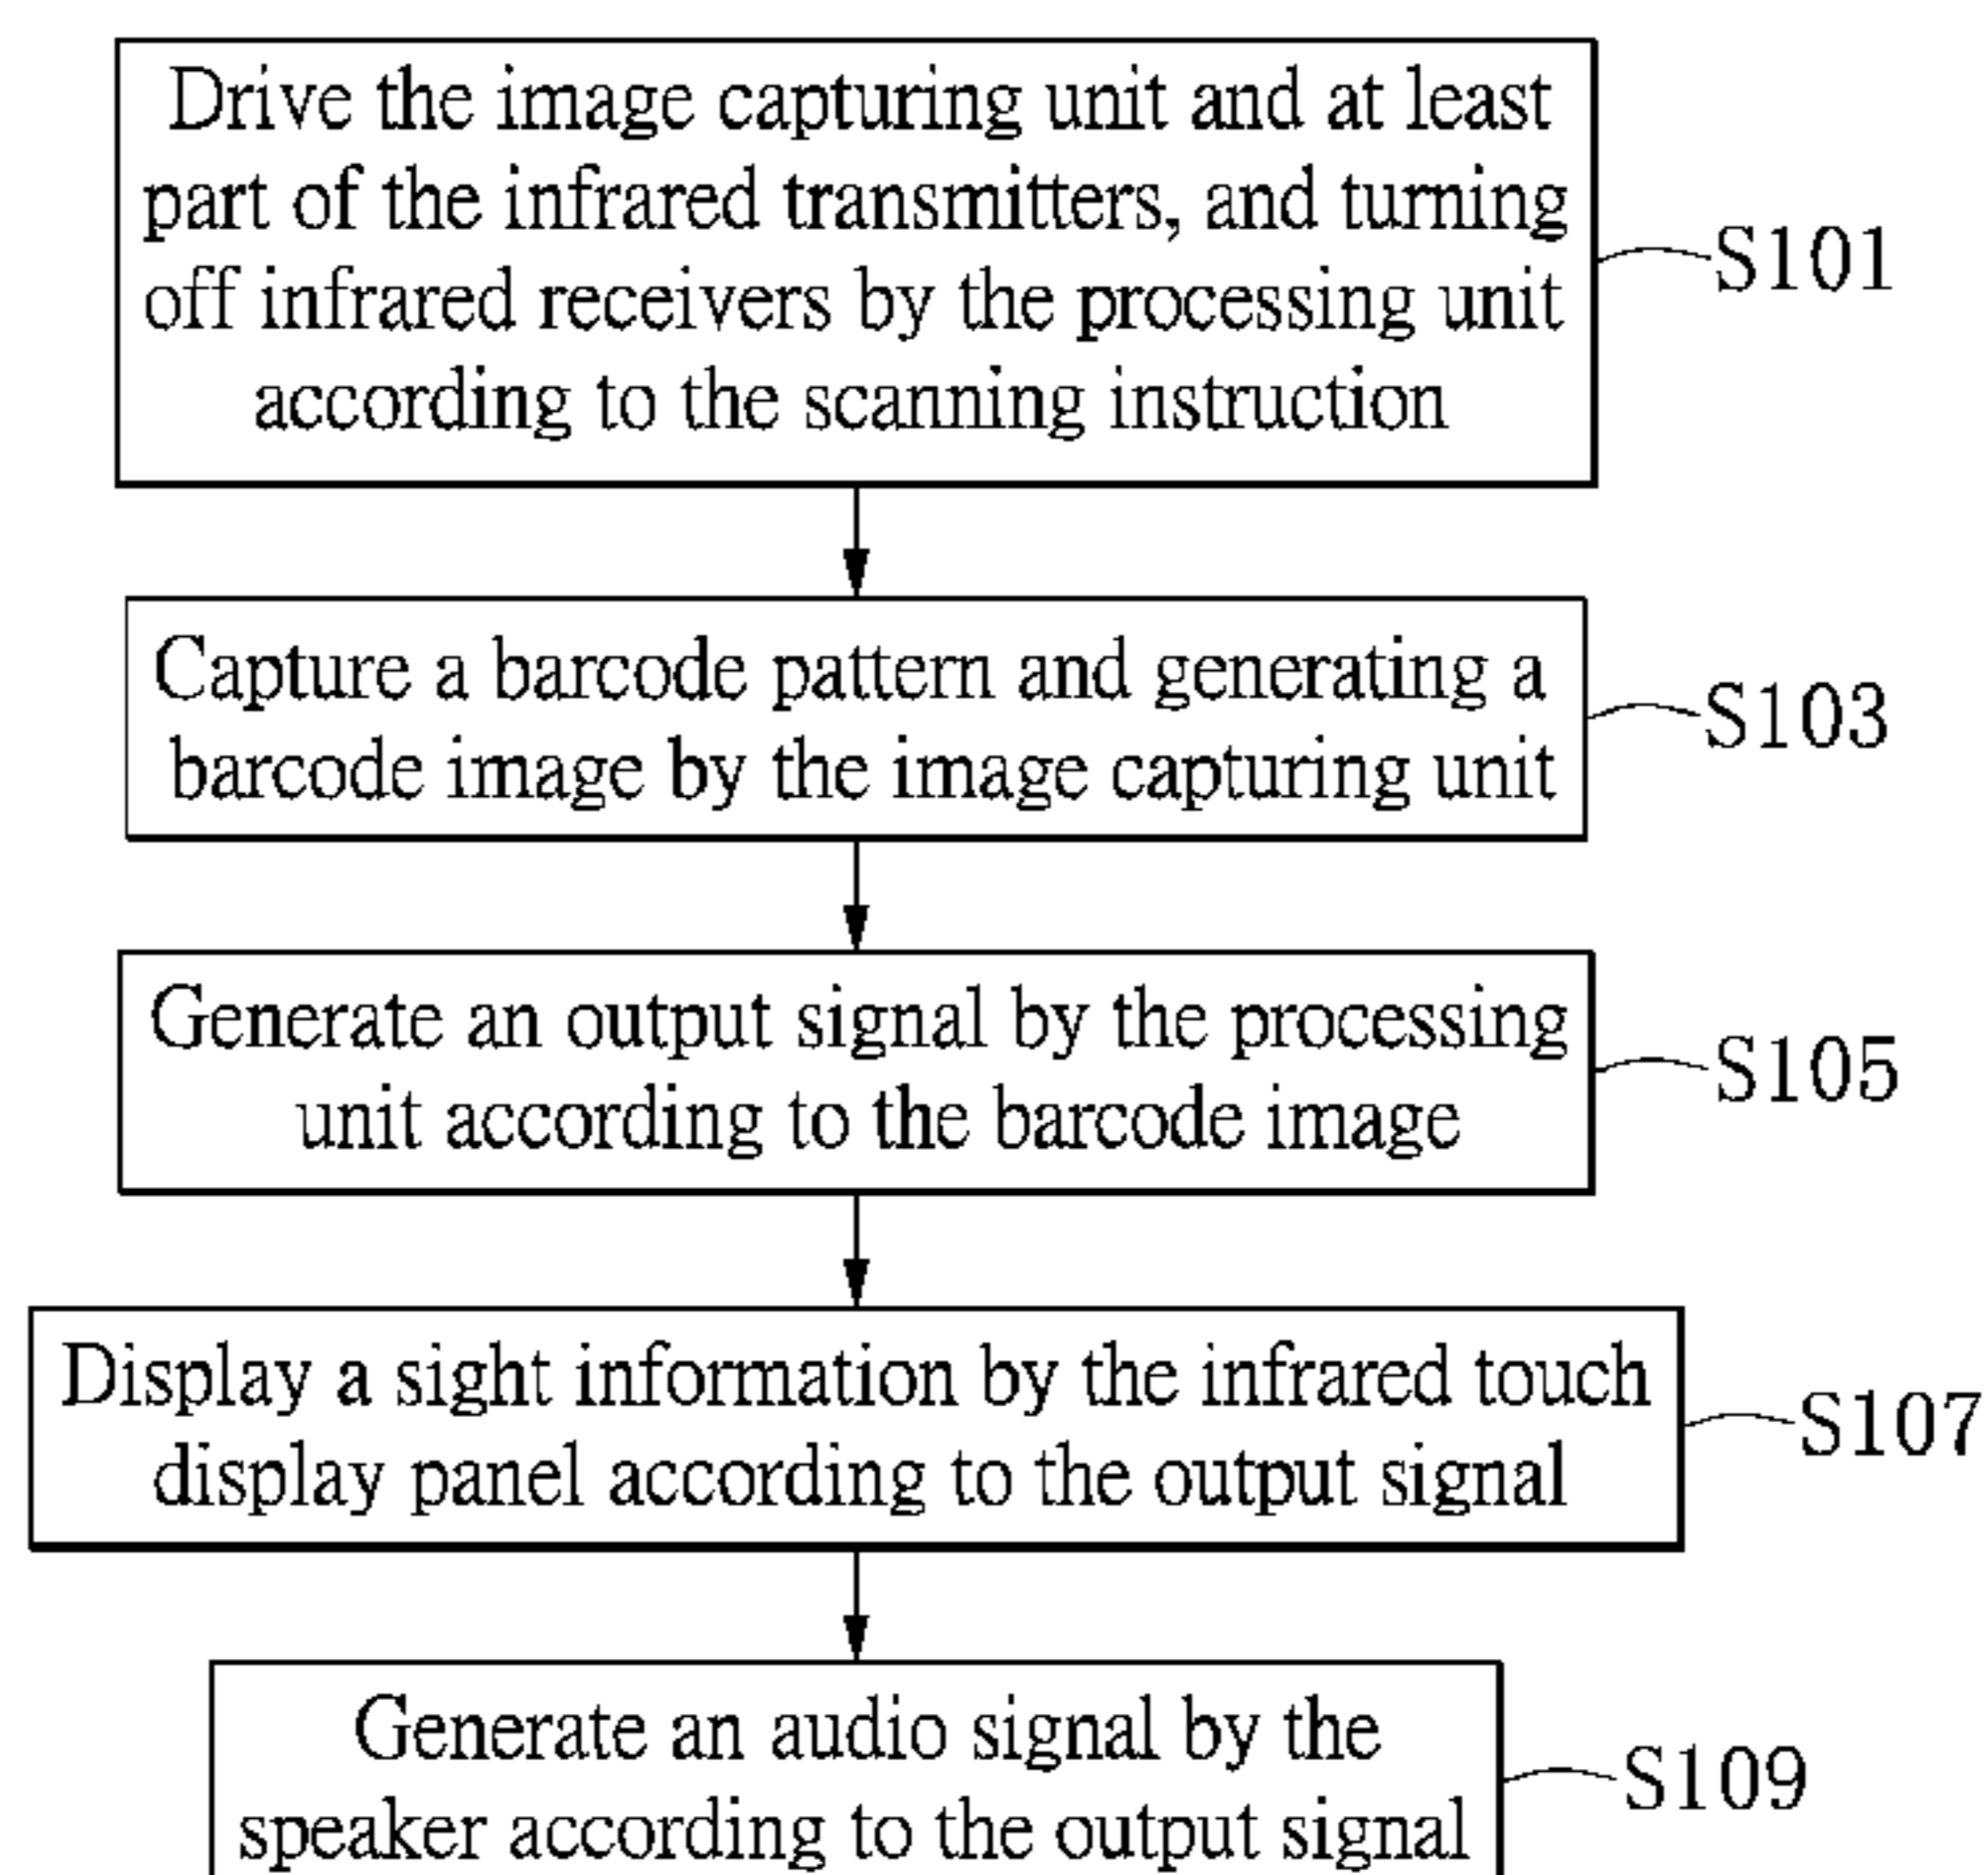 Drive the image capturing unit and at least
part of the infrared transmitters, and turning
off infrared receivers by the processing unit
according to the scanning instruction
S101
Capture a barcode pattern and generating a
barcode image by the image capturing unit
S103
Generate an output signal by the processing
unit according to the barcode image
S105
Display a sight information by the infrared touch
display panel according to the output signal
S107
Generate an audio signal by the
speaker according to the output signal
S109